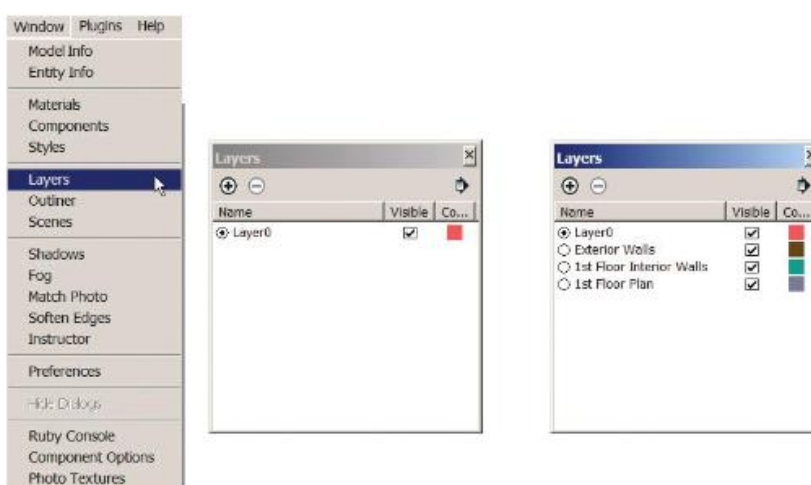 Window Plugins Help
Model Info
Entity Info
Materials
Components
Styles
Layers
Outliner
Scenes
Shadows
Fog
Match Photo
Soften Edges
Instructor
Preferences
Hide Dialogs
Ruby Console
Component Options
Photo Textures
Layers
Name Visible Co...
Layer0
Layers
Name Visible Co...
Layer0
Exterior Walls
1st Floor Interior Walls
1st Floor Plan